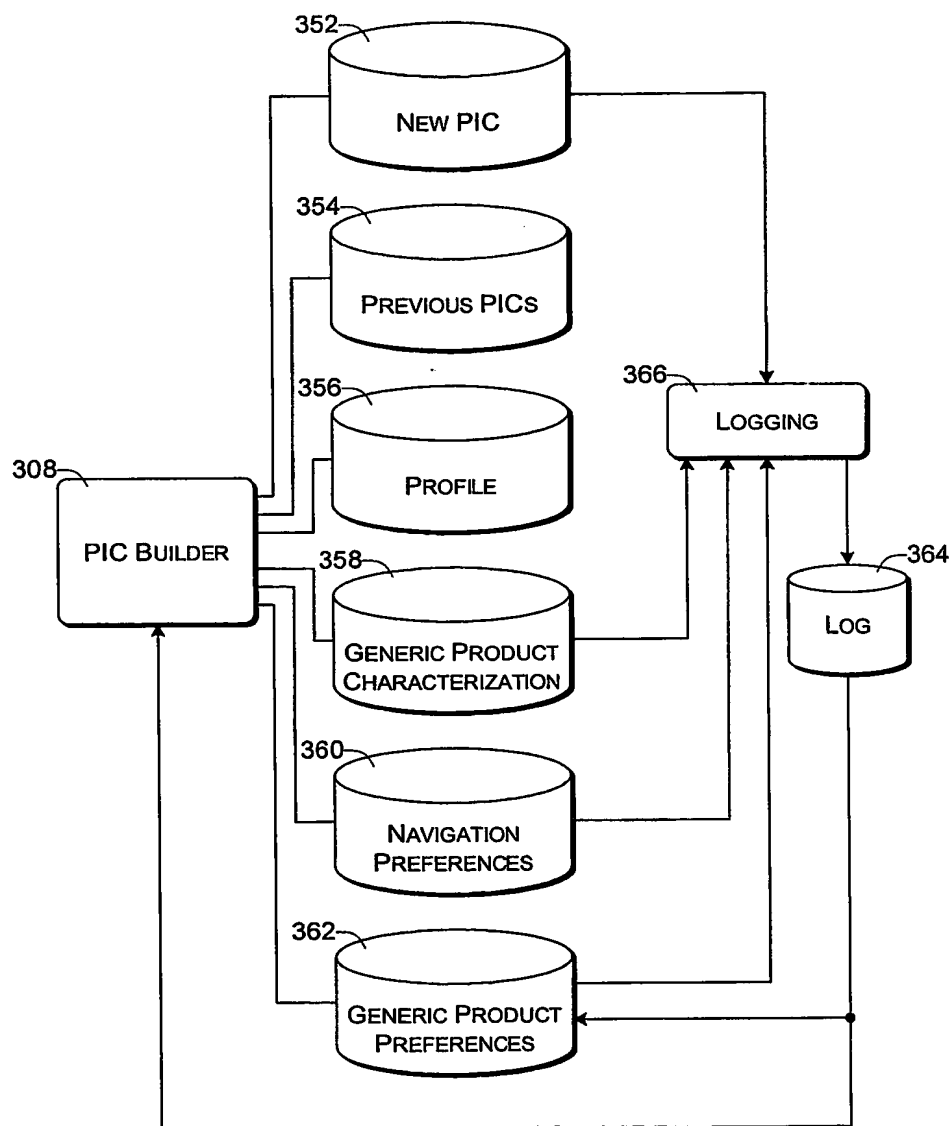 352
NEW PIC
354
PREVIOUS PICS
356
PROFILE
366
LOGGING
308
PIC BUILDER
358
GENERIC PRODUCT
CHARACTERIZATION
364
LOG
360
NAVIGATION
PREFERENCES
362
GENERIC PRODUCT
PREFERENCES